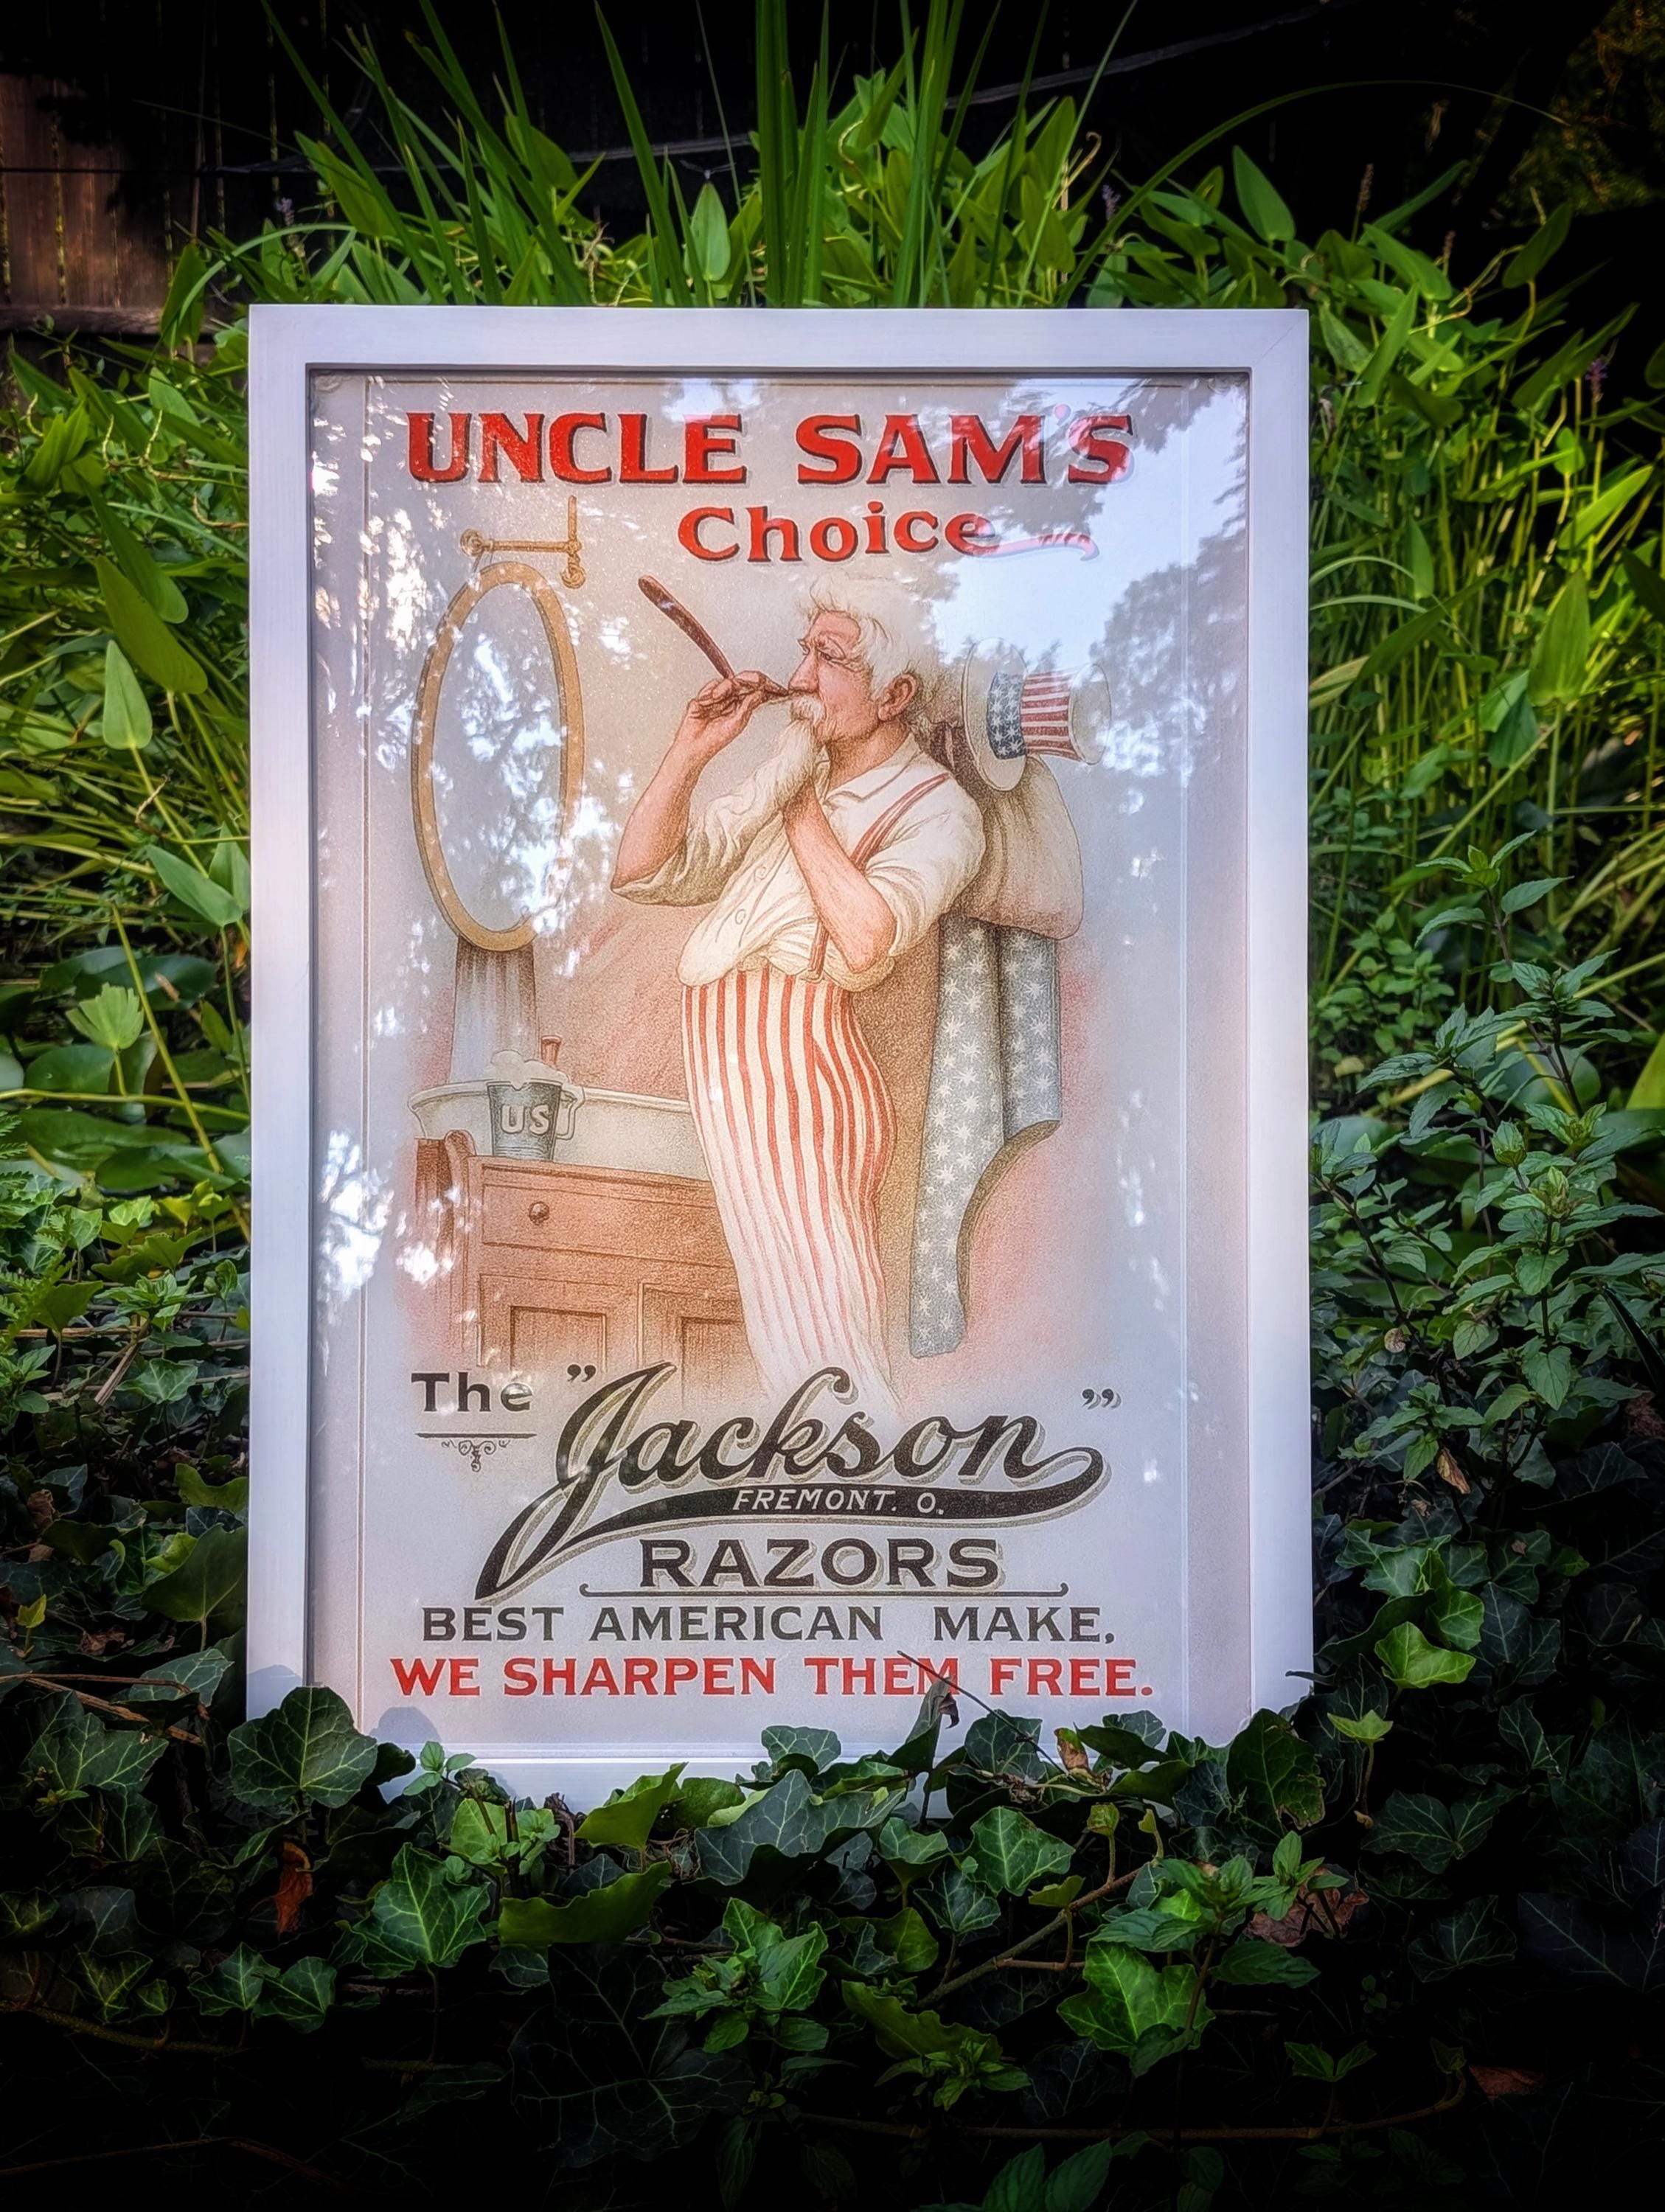 UNCLE SAM'S
Choice
US
The "Jackson"
FREMONT. O.
RAZORS
BEST AMERICAN MAKE,
WE SHARPEN THEM FREE.